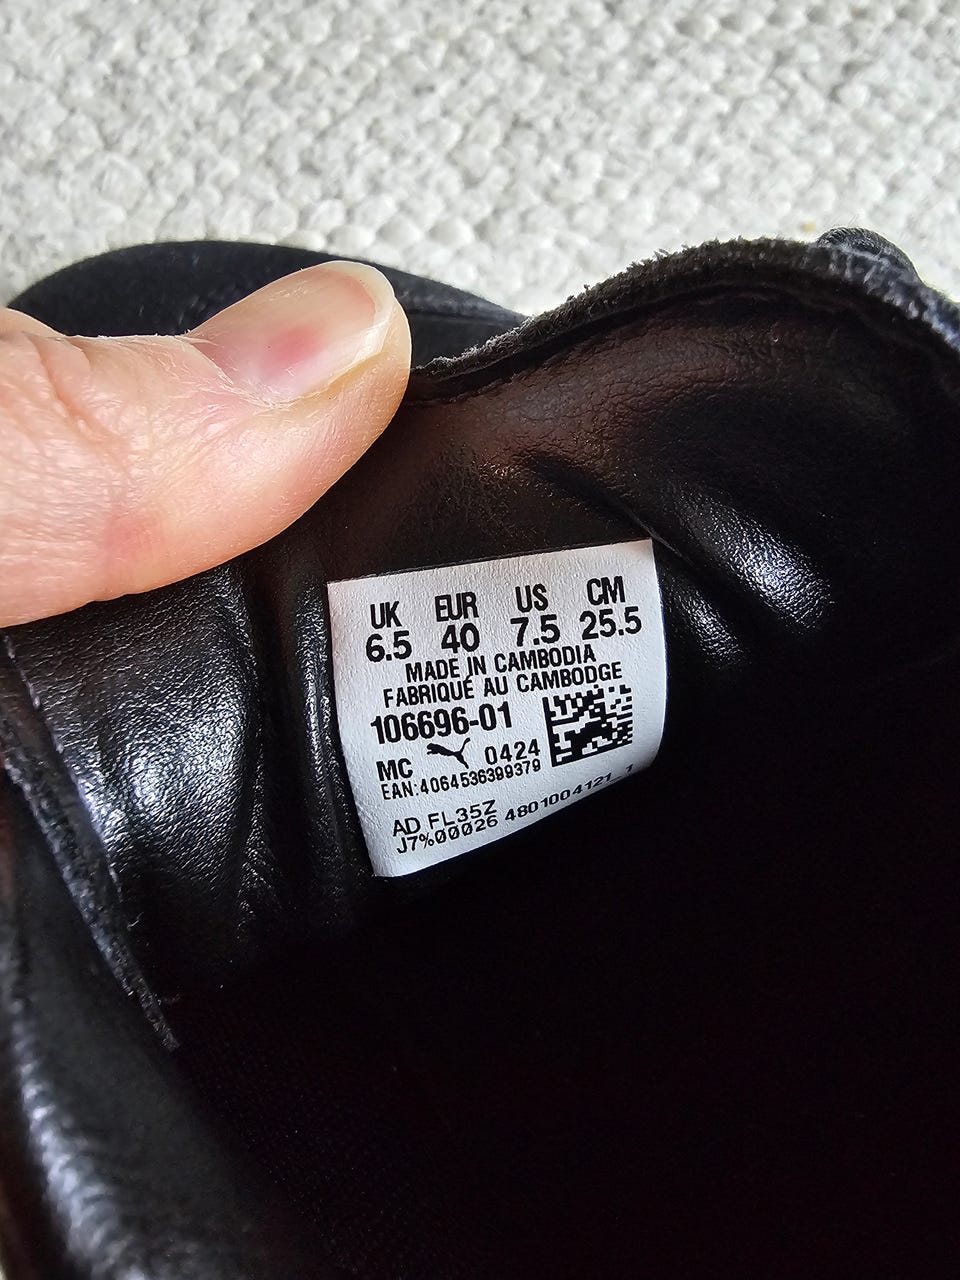 UK EUR US CM
6.5 40 7.5 25.5
MADE IN CAMBODIA
FABRIQUÉ AU CAMBODGE
106696-01
MC 0424
EAN:4064536399379
AD FL35Z
J7%00026 4801004121 1